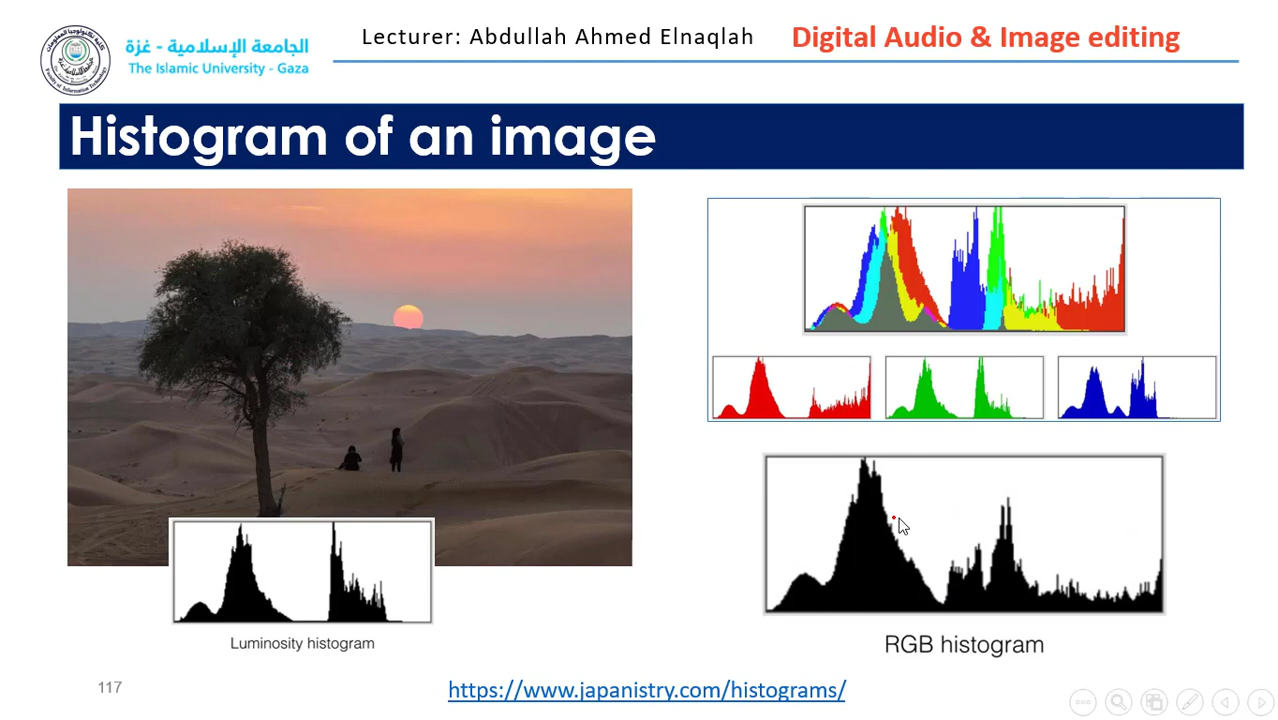 الجامعة الإسلامية - غزة
The Islamic University - Gaza
Lecturer: Abdullah Ahmed Elnaqlah
Digital Audio & Image editing
Histogram of an image
Luminosity histogram
RGB histogram
117
https://www.japanistry.com/histograms/